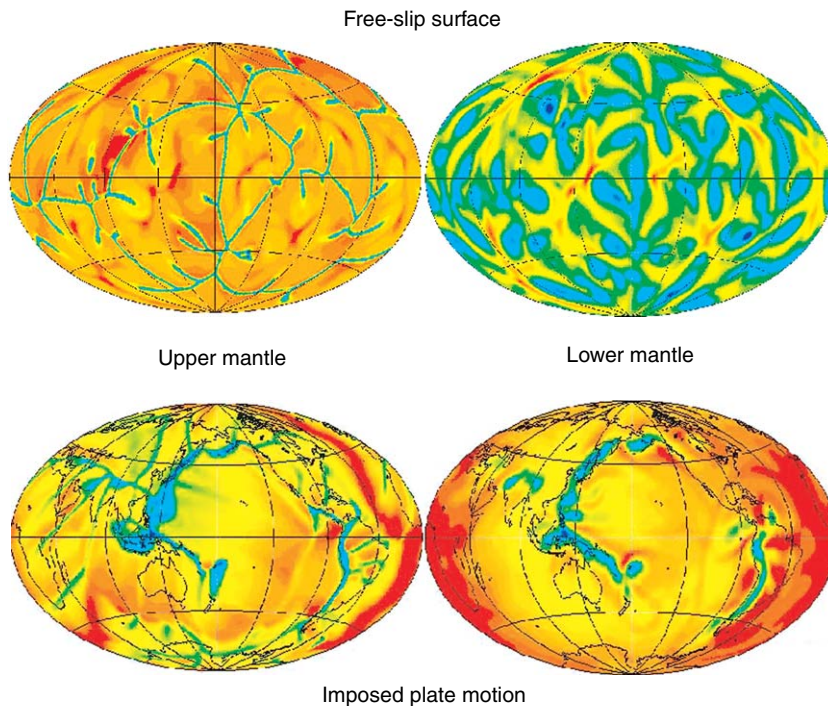 Free-slip surface
Upper mantle
Lower mantle
Imposed plate motion